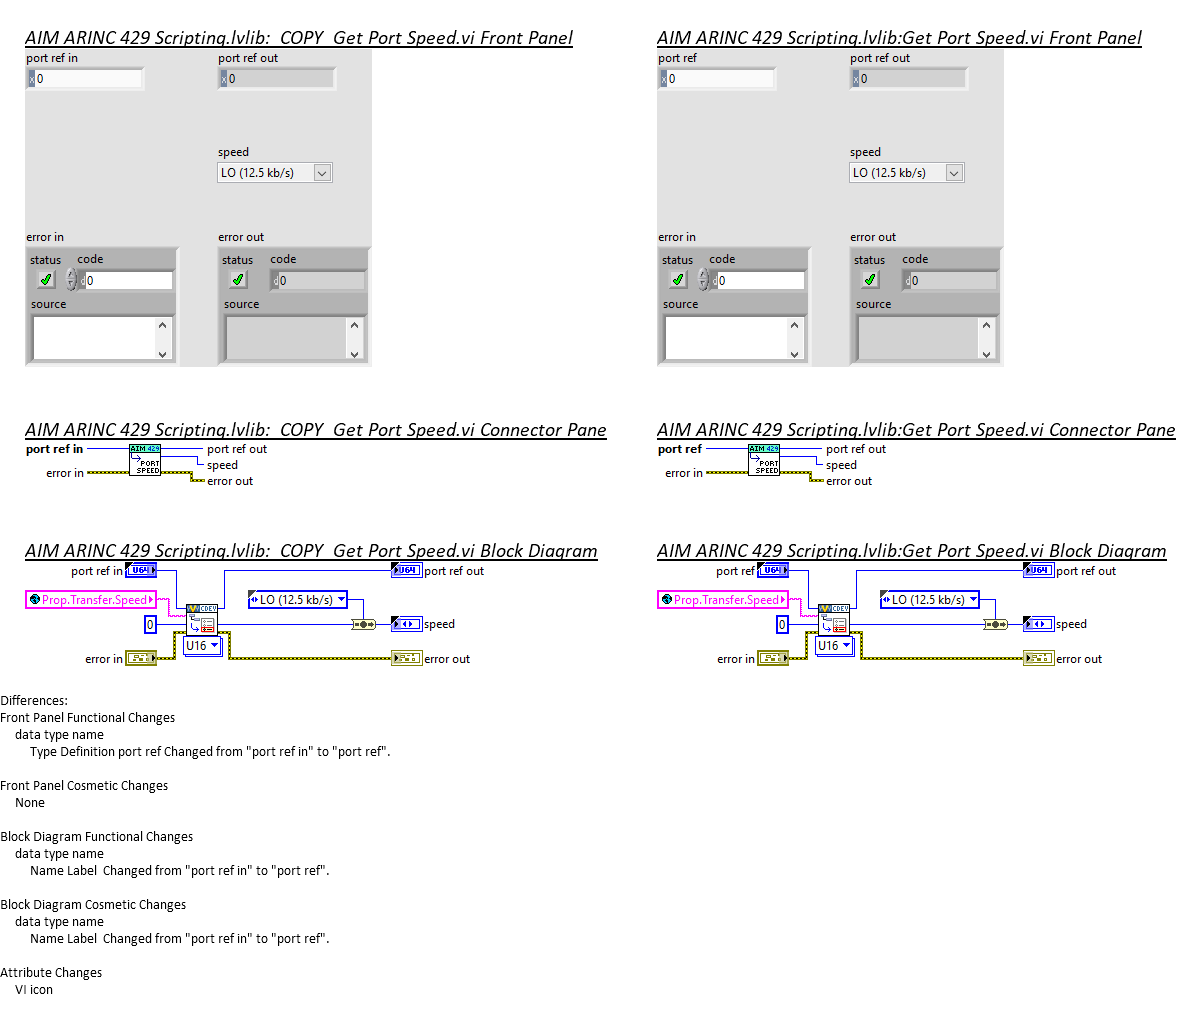 AIM ARINC 429 Scripting.lvlib:_COPY_Get Port Speed.vi Front Panel
port ref in
port ref out
x 0
x 0
speed
LO (12.5 kb/s)
error in
error out
status code
status code
d 0
d 0
source
source
AIM ARINC 429 Scripting.lvlib:Get Port Speed.vi Front Panel
port ref
port ref out
x 0
x 0
speed
LO (12.5 kb/s)
error in
error out
status code
status code
d 0
d 0
source
source
AIM ARINC 429 Scripting.lvlib:_COPY_Get Port Speed.vi Connector Pane
port ref in
AIM 429
port ref out
PORT
speed
error in
SPEED
error out
AIM ARINC 429 Scripting.lvlib:Get Port Speed.vi Connector Pane
port ref
AIM 429
port ref out
PORT
speed
error in
SPEED
error out
AIM ARINC 429 Scripting.lvlib:_COPY_Get Port Speed.vi Block Diagram
port ref in
U64
U64
port ref out
Prop.Transfer.Speed
CDEV
LO (12.5 kb/s)
0
speed
U16
error in
error out
AIM ARINC 429 Scripting.lvlib:Get Port Speed.vi Block Diagram
port ref
U64
U64
port ref out
Prop.Transfer.Speed
CDEV
LO (12.5 kb/s)
0
speed
U16
error in
error out
Differences:
Front Panel Functional Changes
data type name
Type Definition port ref Changed from "port ref in" to "port ref".
Front Panel Cosmetic Changes
None
Block Diagram Functional Changes
data type name
Name Label  Changed from "port ref in" to "port ref".
Block Diagram Cosmetic Changes
data type name
Name Label  Changed from "port ref in" to "port ref".
Attribute Changes
VI icon